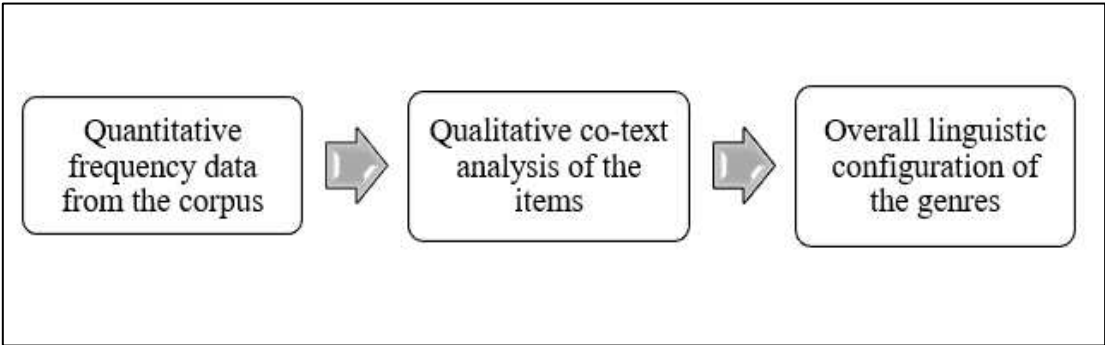 Quantitative
frequency data
from the corpus
Qualitative co-text
analysis of the
items
Overall linguistic
configuration of
the genres